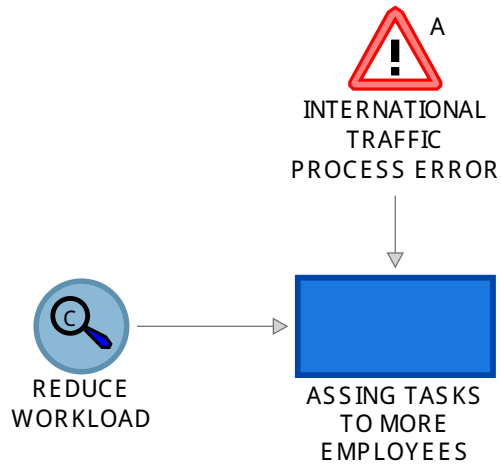 A
!
INTERNATIONAL
TRAFFIC
PROCESS ERROR
C
REDUCE
WORKLOAD
ASSING TASKS
TO MORE
EMPLOYEES